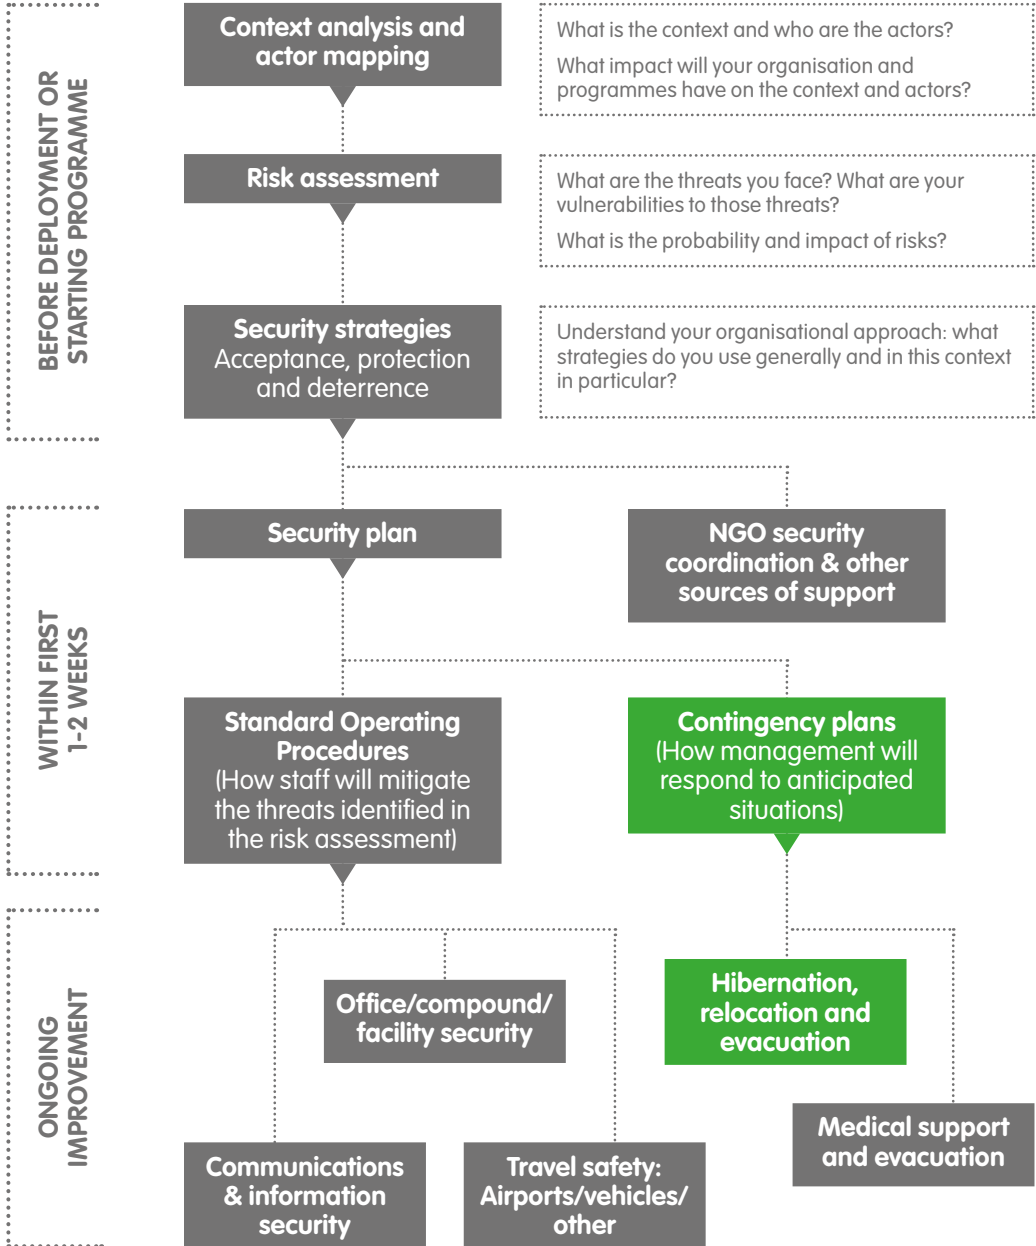 BEFORE DEPLOYMENT OR
STARTING PROGRAMME
Context analysis and
actor mapping
What is the context and who are the actors?
What impact will your organisation and
programmes have on the context and actors?
Risk assessment
What are the threats you face? What are your
vulnerabilities to those threats?
What is the probability and impact of risks?
Security strategies
Acceptance, protection
and deterrence
Understand your organisational approach: what
strategies do you use generally and in this context
in particular?
WITHIN FIRST
1-2 WEEKS
Security plan
NGO security
coordination & other
sources of support
Standard Operating
Procedures
(How staff will mitigate
the threats identified in
the risk assessment)
Contingency plans
(How management will
respond to anticipated
situations)
ONGOING
IMPROVEMENT
Office/compound/
facility security
Hibernation,
relocation and
evacuation
Communications
& information
security
Travel safety:
Airports/vehicles/
other
Medical support
and evacuation